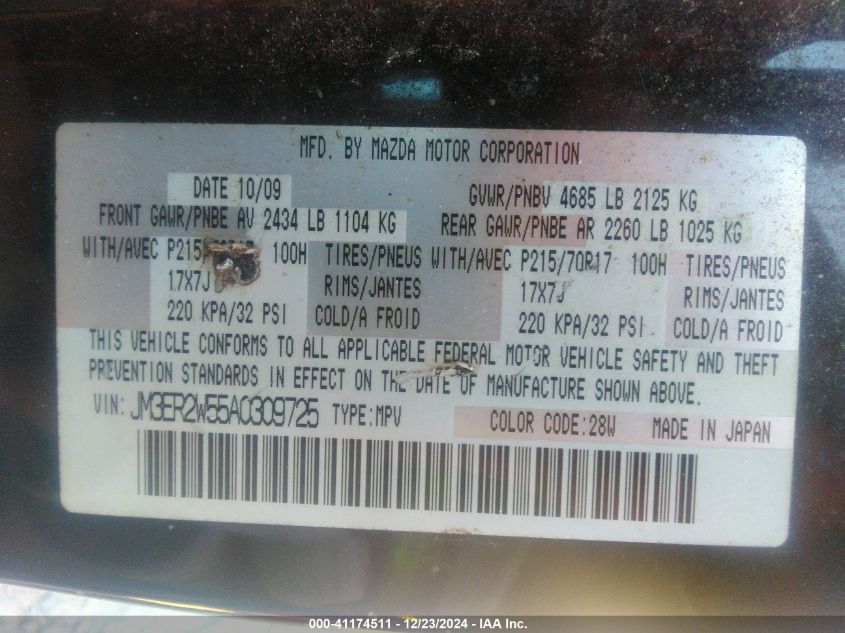 MFD. BY MAZDA MOTOR CORPORATION
DATE 10/09 GVWR/PNBV 4685 LB 2125 KG
FRONT GAWR/PNBE AV 2434 LB 1104 KG REAR GAWR/PNBE AR 2260 LB 1025 KG
WITH/AVEC P215/ 100H TIRES/PNEUS WITH/AVEC P215/70R17 100H TIRES/PNEUS
17X7J RIMS/JANTES 17X7J RIMS/JANTES
220 KPA/32 PSI COLD/A FROID 220 KPA/32 PSI COLD/A FROID
THIS VEHICLE CONFORMS TO ALL APPLICABLE FEDERAL MOTOR VEHICLE SAFETY AND THEFT
PREVENTION STANDARDS IN EFFECT ON THE DATE OF MANUFACTURE SHOWN ABOVE.
VIN: JM3ER2W55A0309725 TYPE:MPV COLOR CODE:28W MADE IN JAPAN
000-41174511 - 12/23/2024 - IAA Inc.